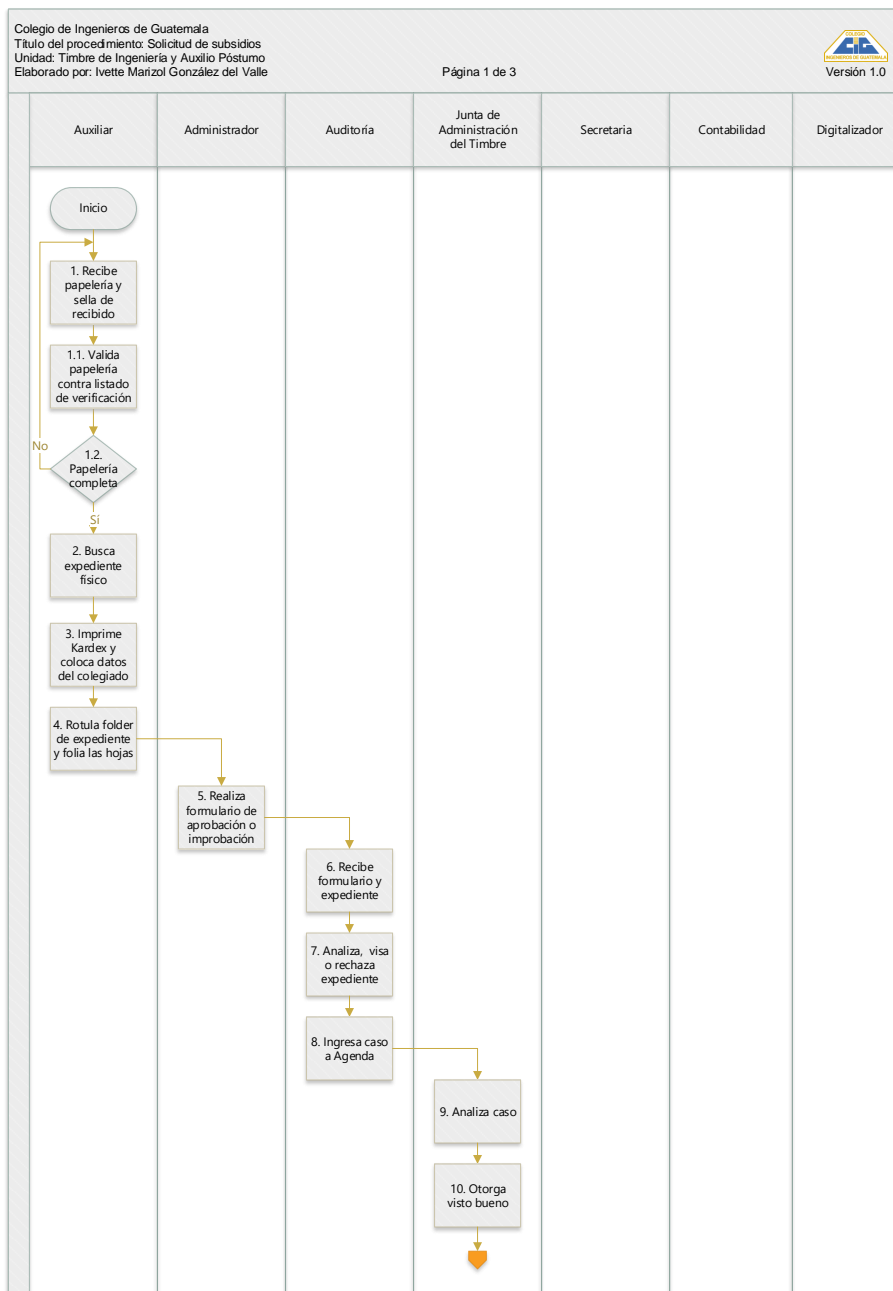 Colegio de Ingenieros de Guatemala
Título del procedimiento: Solicitud de subsidios
Unidad: Timbre de Ingeniería y Auxilio Póstumo
Elaborado por: Ivette Marizol González del Valle
Página 1 de 3
COLEGIO
CIG
INGENIEROS DE GUATEMALA
Versión 1.0
Auxiliar
Administrador
Auditoría
Junta de
Administración
del Timbre
Secretaria
Contabilidad
Digitalizador
Inicio
1. Recibe
papelería y
sella de
recibido
1.1. Valida
papelería
contra listado
de verificación
No
1.2.
Papelería
completa
Sí
2. Busca
expediente
físico
3. Imprime
Kardex y
coloca datos
del colegiado
4. Rotula folder
de expediente
y folia las hojas
5. Realiza
formulario de
aprobación o
improbación
6. Recibe
formulario y
expediente
7. Analiza, visa
o rechaza
expediente
8. Ingresa caso
a Agenda
9. Analiza caso
10. Otorga
visto bueno